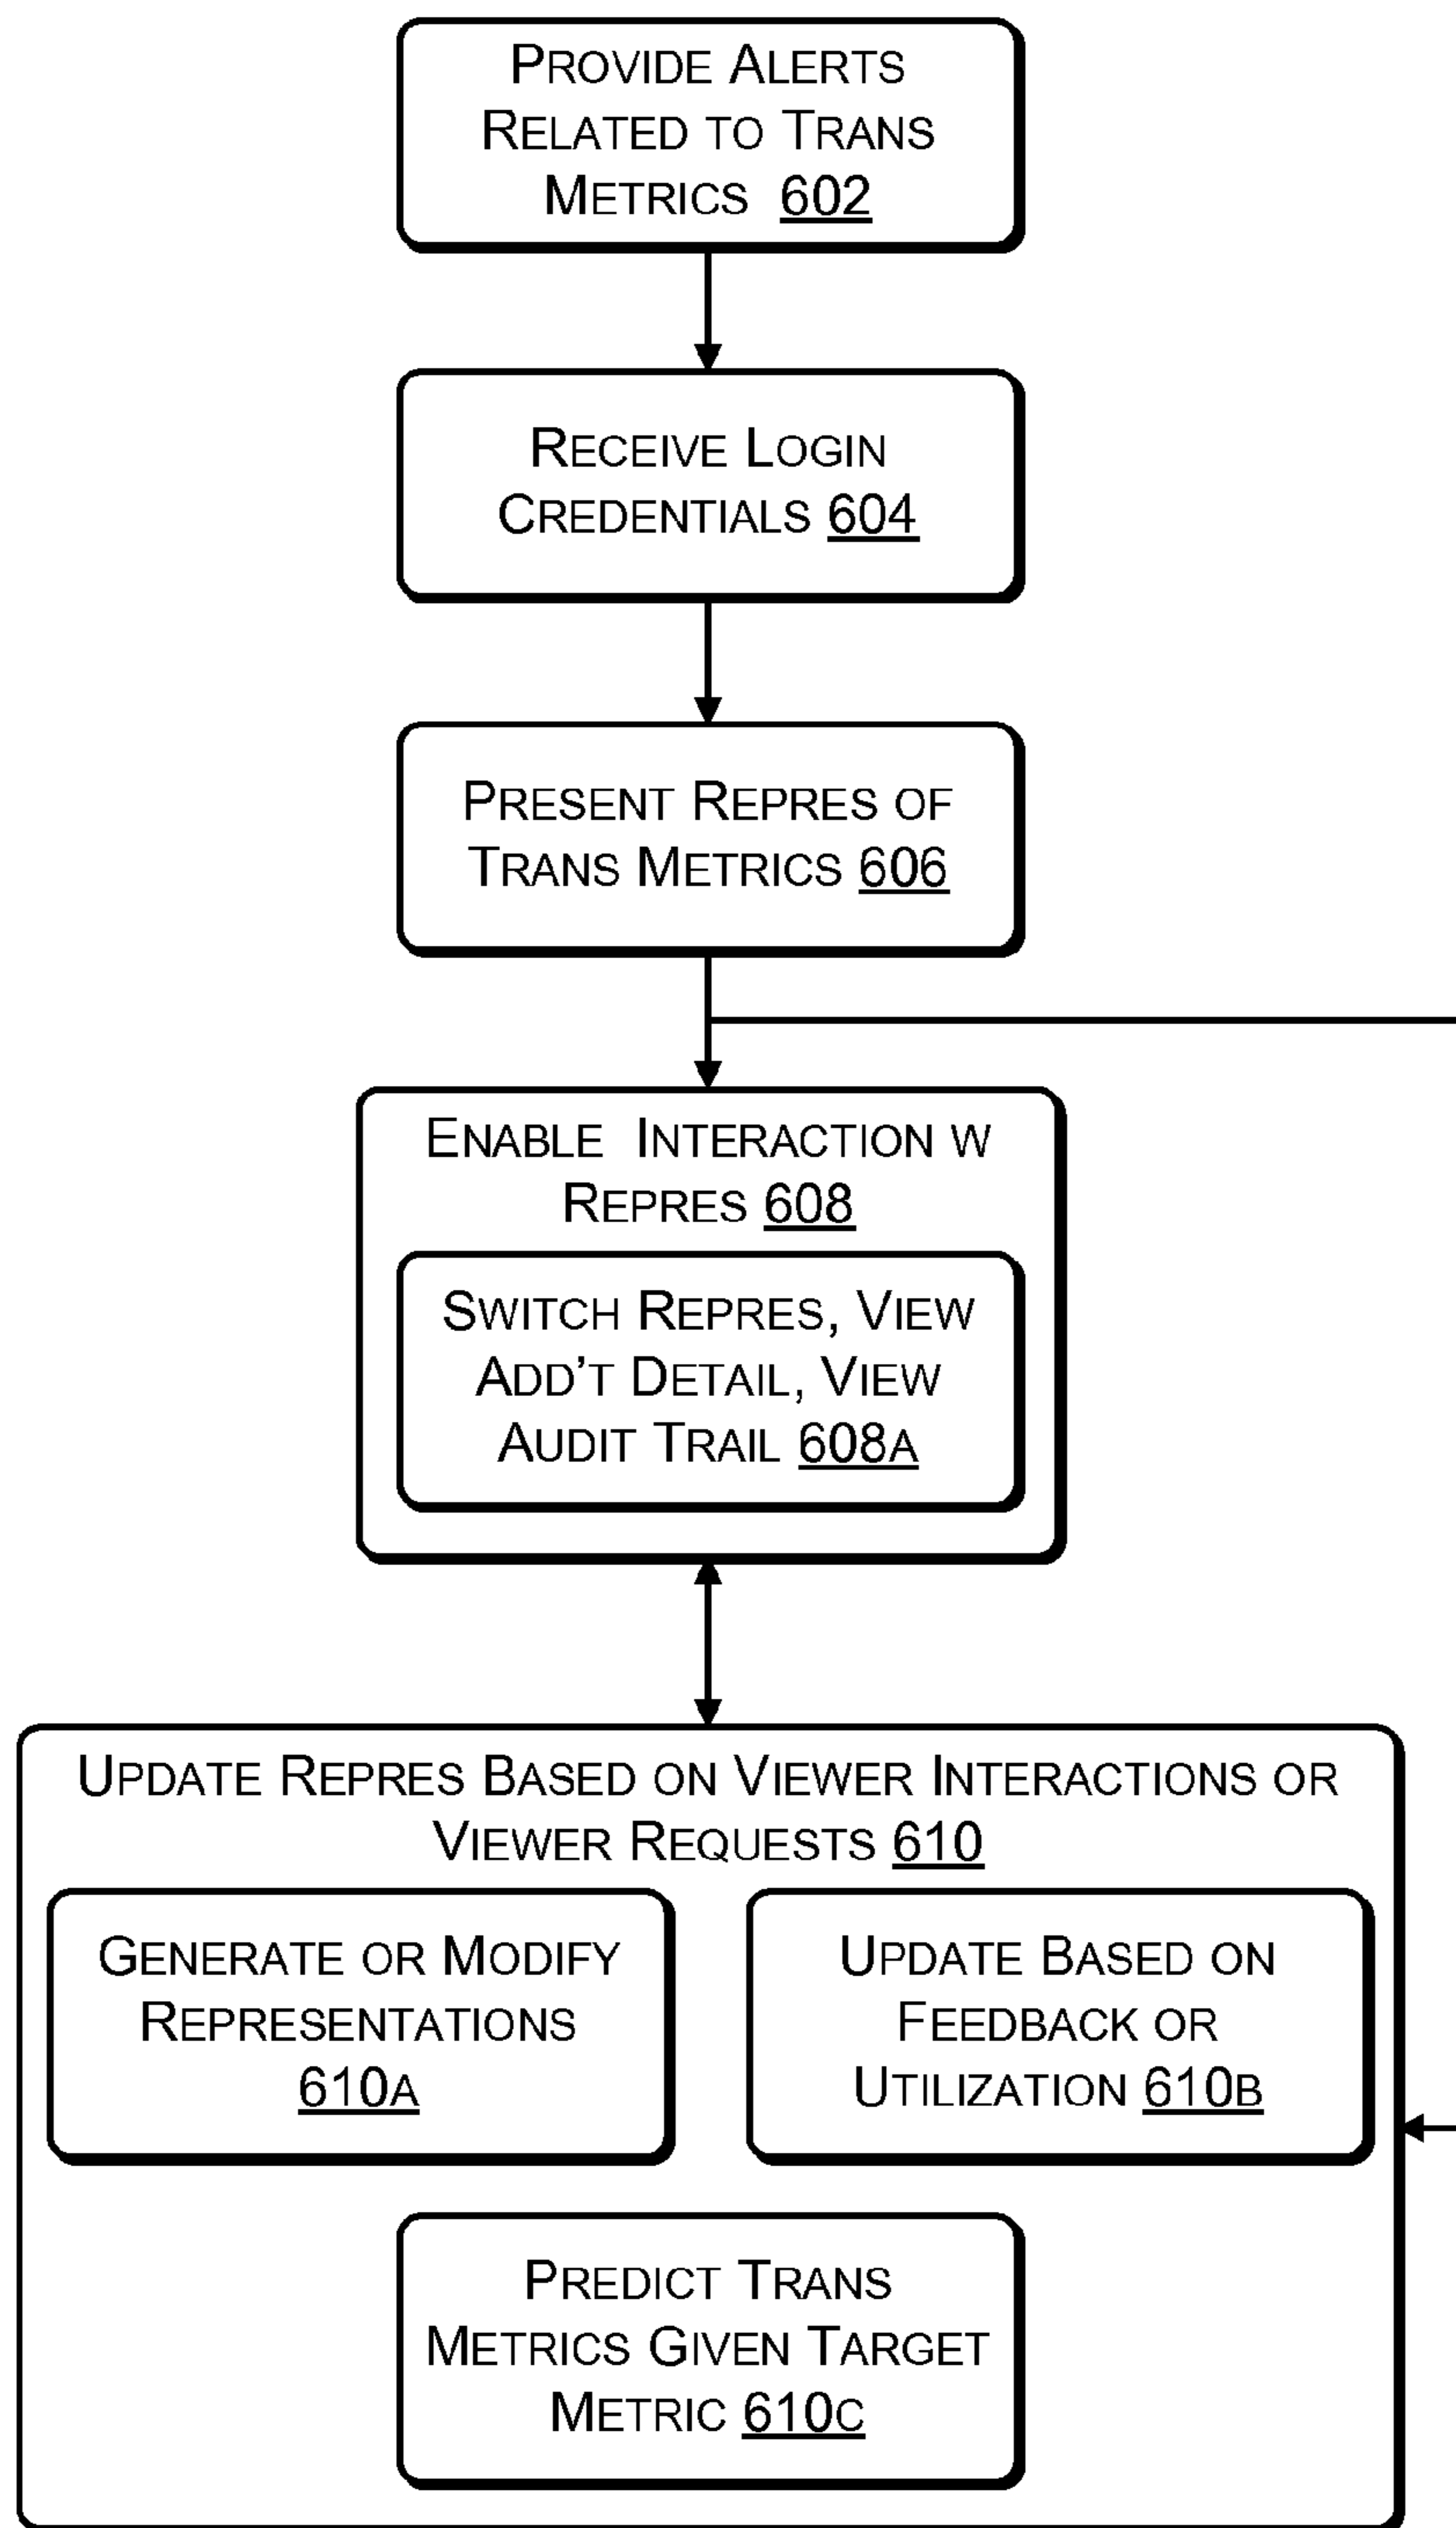 PROVIDE ALERTS
RELATED TO TRANS
METRICS 602
RECEIVE LOGIN
CREDENTIALS 604
PRESENT REPRES OF
TRANS METRICS 606
ENABLE INTERACTION W
REPRES 608
SWITCH REPRES, VIEW
ADD'T DETAIL, VIEW
AUDIT TRAIL 608A
UPDATE REPRES BASED ON VIEWER INTERACTIONS OR
VIEWER REQUESTS 610
GENERATE OR MODIFY
REPRESENTATIONS
610A
UPDATE BASED ON
FEEDBACK OR
UTILIZATION 610B
PREDICT TRANS
METRICS GIVEN TARGET
METRIC 610C